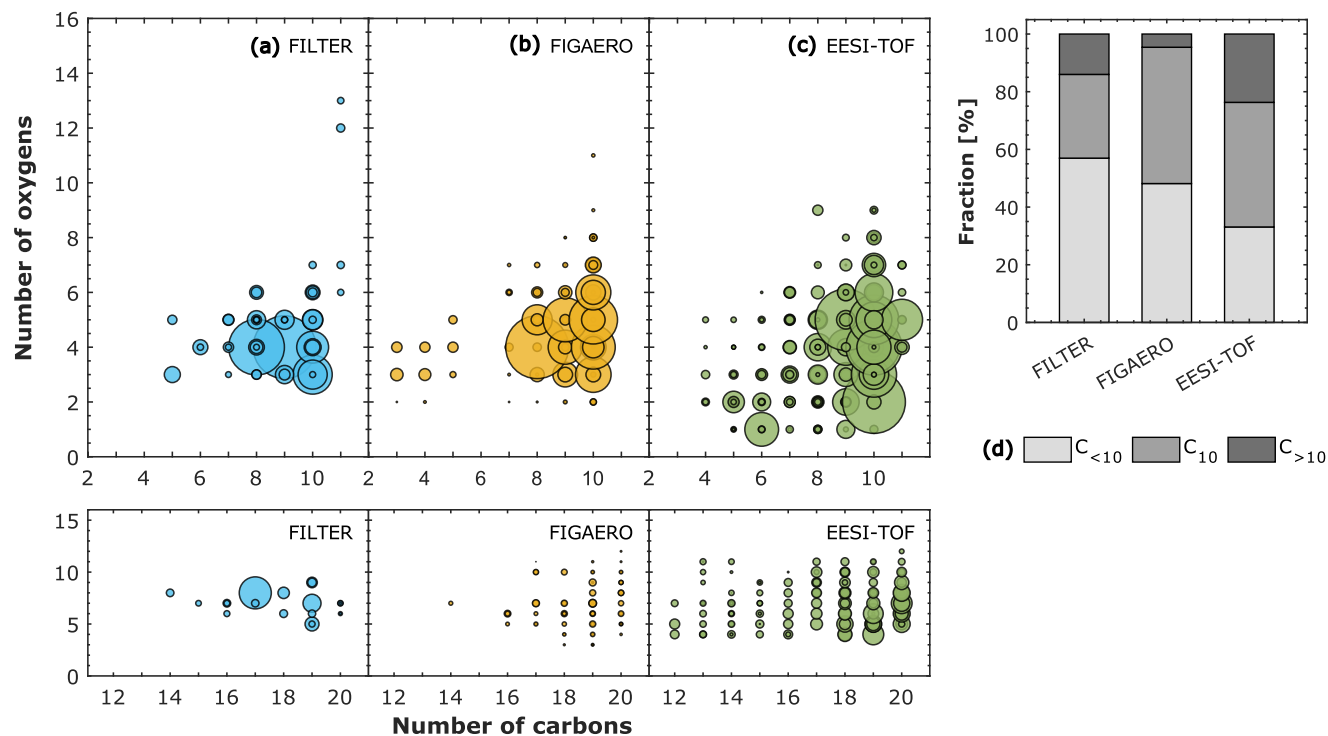 (a) FILTER
(b) FIGAERO
(c) EESI-TOF
Number of oxygens
16
14
12
10
8
6
4
2
0
2 4 6 8 10
2 4 6 8 10
2 4 6 8 10
FILTER
FIGAERO
EESI-TOF
15
10
5
0
12 14 16 18 20
12 14 16 18 20
12 14 16 18 20
Number of carbons
Fraction [%]
100
80
60
40
20
0
FILTER
FIGAERO
EESI-TOF
(d) C<10 C10 C>10